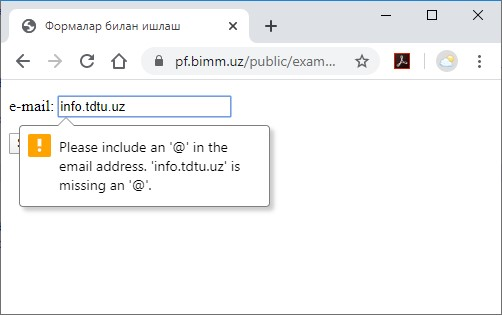 Формалар билан ишлаш
pf.bimm.uz/public/exam...
e-mail: info.tdtu.uz
Please include an '@' in the
email address. 'info.tdtu.uz' is
missing an '@'.